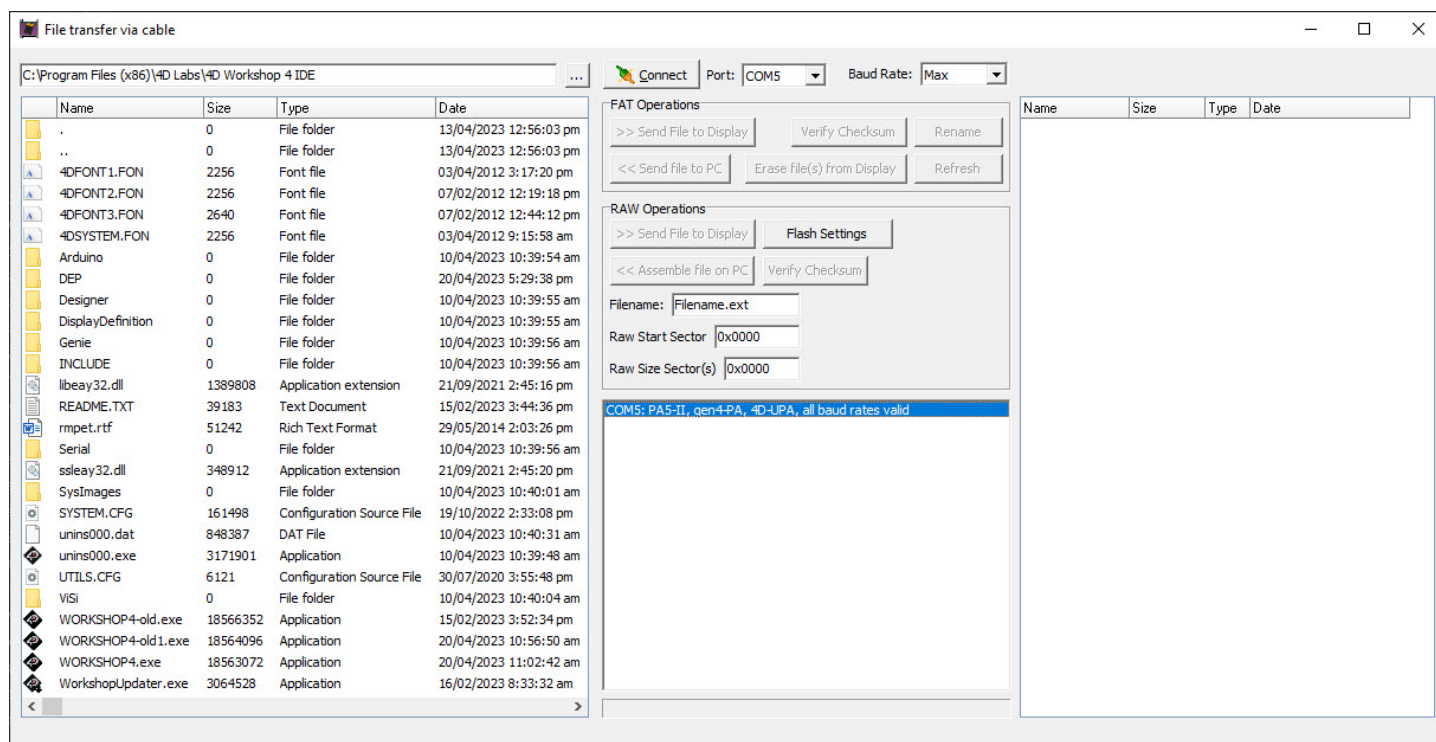 File transfer via cable
C:\Program Files (x86)\4D Labs\4D Workshop 4 IDE ... Connect Port: COM5 Baud Rate: Max
Name Size Type Date
. 0 File folder 13/04/2023 12:56:03 pm
.. 0 File folder 13/04/2023 12:56:03 pm
4DFONT1.FON 2256 Font file 03/04/2012 3:17:20 pm
4DFONT2.FON 2256 Font file 07/02/2012 12:19:18 pm
4DFONT3.FON 2640 Font file 07/02/2012 12:44:12 pm
4DSYSTEM.FON 2256 Font file 03/04/2012 9:15:58 am
Arduino 0 File folder 10/04/2023 10:39:54 am
DEP 0 File folder 20/04/2023 5:29:38 pm
Designer 0 File folder 10/04/2023 10:39:55 am
DisplayDefinition 0 File folder 10/04/2023 10:39:55 am
Genie 0 File folder 10/04/2023 10:39:56 am
INCLUDE 0 File folder 10/04/2023 10:39:56 am
libeay32.dll 1389808 Application extension 21/09/2021 2:45:16 pm
README.TXT 39183 Text Document 15/02/2023 3:44:36 pm
rmpet.rtf 51242 Rich Text Format 29/05/2014 2:03:26 pm
Serial 0 File folder 10/04/2023 10:39:56 am
ssleay32.dll 348912 Application extension 21/09/2021 2:45:20 pm
SysImages 0 File folder 10/04/2023 10:40:01 am
SYSTEM.CFG 161498 Configuration Source File 19/10/2022 2:33:08 pm
unins000.dat 848387 DAT File 10/04/2023 10:40:31 am
unins000.exe 3171901 Application 10/04/2023 10:39:48 am
UTILS.CFG 6121 Configuration Source File 30/07/2020 3:55:48 pm
ViSi 0 File folder 10/04/2023 10:40:04 am
WORKSHOP4-old.exe 18566352 Application 15/02/2023 3:52:34 pm
WORKSHOP4-old1.exe 18564096 Application 20/04/2023 10:56:50 am
WORKSHOP4.exe 18563072 Application 20/04/2023 11:02:42 am
WorkshopUpdater.exe 3064528 Application 16/02/2023 8:33:32 am
FAT Operations
>> Send File to Display Verify Checksum Rename
<< Send file to PC Erase file(s) from Display Refresh
RAW Operations
>> Send File to Display Flash Settings
<< Assemble file on PC Verify Checksum
Filename: Filename.ext
Raw Start Sector 0x0000
Raw Size Sector(s) 0x0000
COM5: PA5-II, gen4-PA, 4D-UPA, all baud rates valid
Name Size Type Date